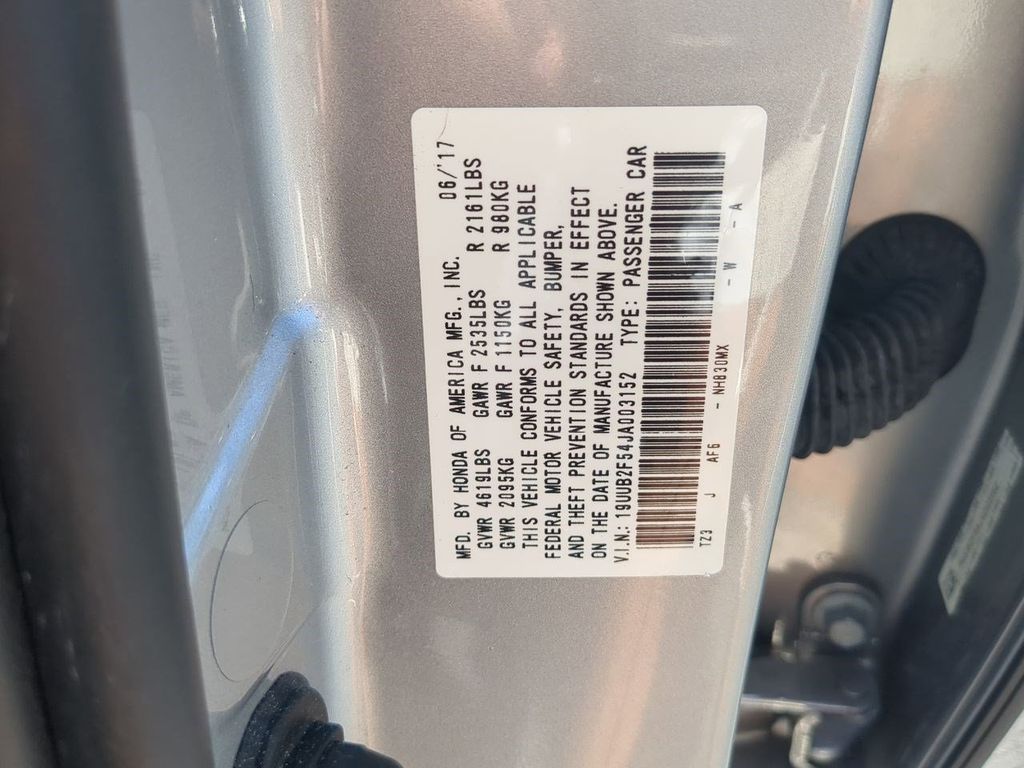 MFD. BY HONDA OF AMERICA MFG., INC. 06/'17
GVWR 4619LBS GAWR F 2535LBS R 2161LBS
GVWR 2095KG GAWR F 1150KG R 980KG
THIS VEHICLE CONFORMS TO ALL APPLICABLE
FEDERAL MOTOR VEHICLE SAFETY, BUMPER,
AND THEFT PREVENTION STANDARDS IN EFFECT
ON THE DATE OF MANUFACTURE SHOWN ABOVE.
V.I.N.: 19UUB2F54JA003152 TYPE: PASSENGER CAR
TZ3 J AF6 - NH830MX - W - A